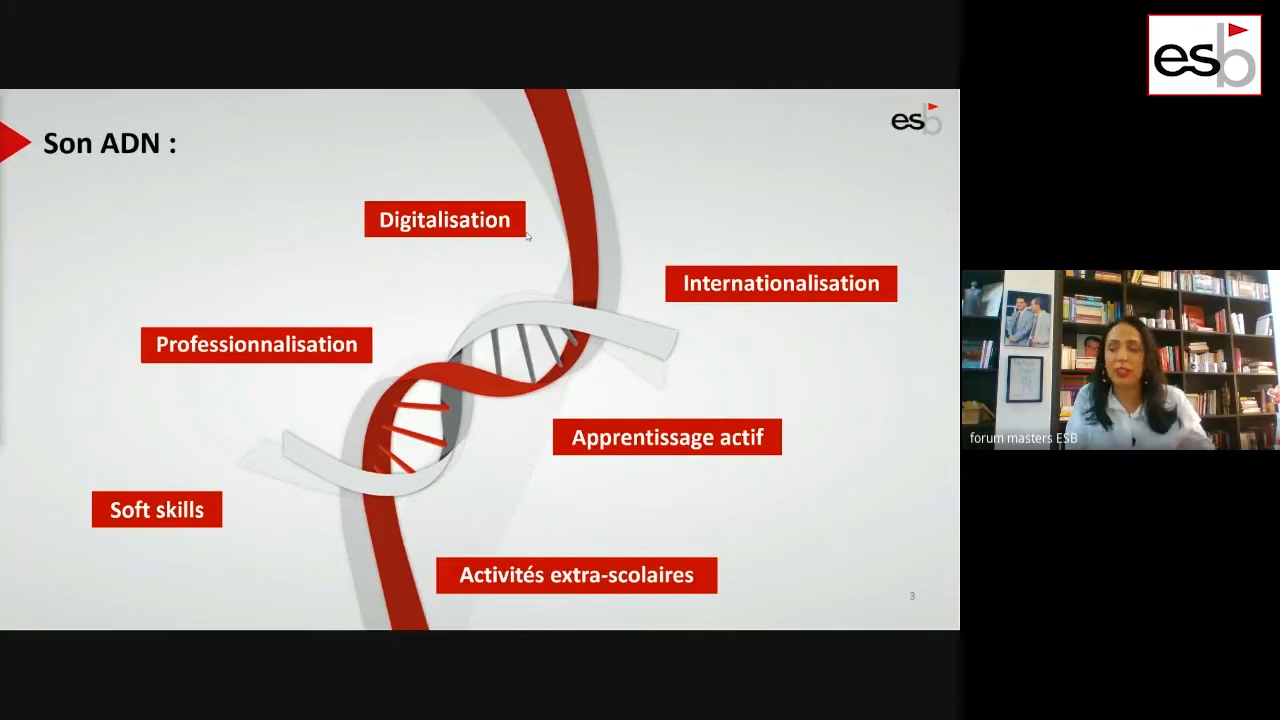 esb
Son ADN :
esb
Digitalisation
Internationalisation
Professionnalisation
Apprentissage actif
forum masters ESB
Soft skills
Activités extra-scolaires
3